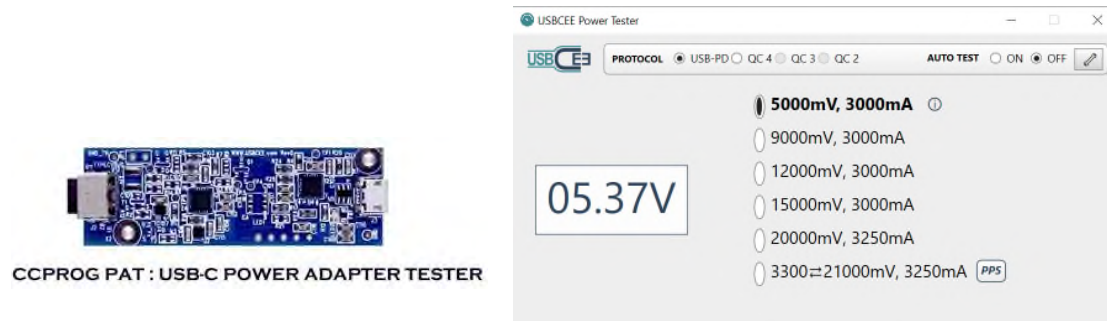 CCPROG PAT : USB-C POWER ADAPTER TESTER
USBCEE Power Tester
USBCEE PROTOCOL USB-PD QC 4 QC 3 QC 2 AUTO TEST ON OFF
5000mV, 3000mA
9000mV, 3000mA
12000mV, 3000mA
05.37V
15000mV, 3000mA
20000mV, 3250mA
3300⇄21000mV, 3250mA PPS